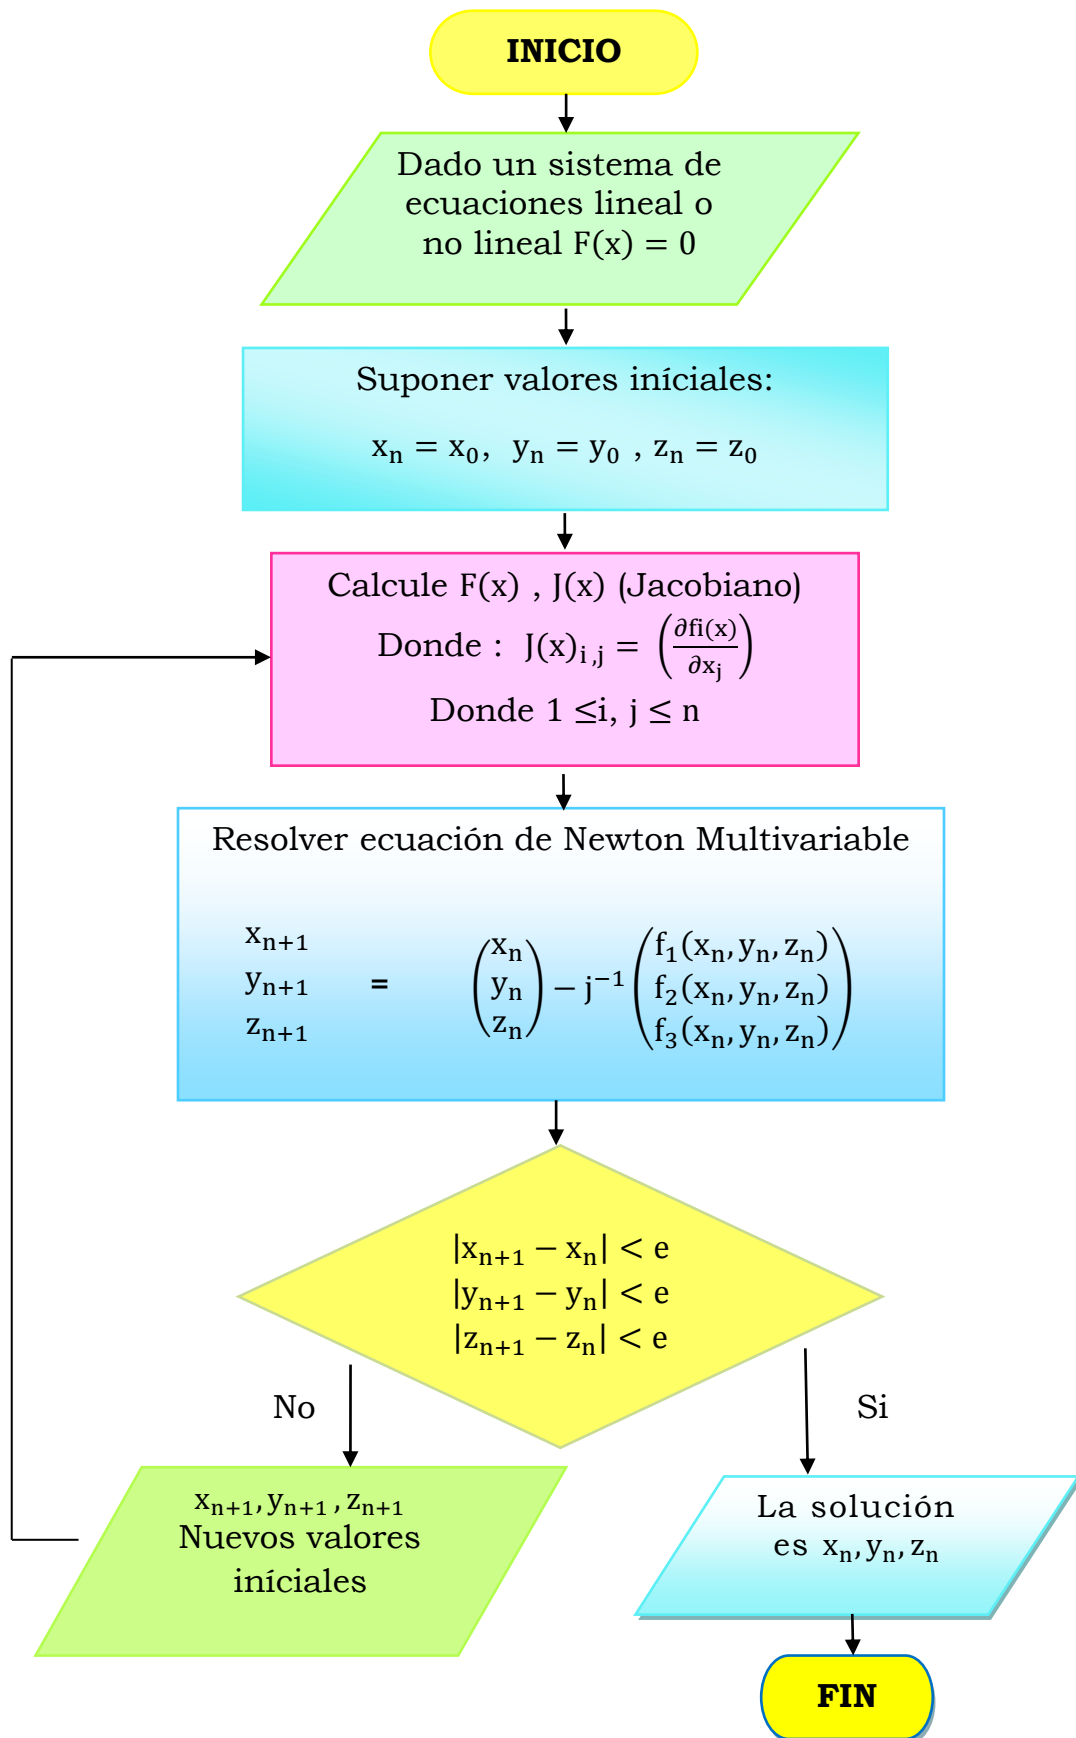 INICIO
Dado un sistema de
ecuaciones lineal o
no lineal F(x) = 0
Suponer valores iníciales:
xₙ = x₀, yₙ = y₀ , zₙ = z₀
Calcule F(x) , J(x) (Jacobiano)
Donde : J(x)ᵢ,ⱼ = (∂fi(x)/∂xⱼ)
Donde 1 ≤i, j ≤ n
Resolver ecuación de Newton Multivariable
xₙ₊₁ xₙ f₁(xₙ, yₙ, zₙ)
yₙ₊₁ = (yₙ) − j⁻¹ (f₂(xₙ, yₙ, zₙ))
zₙ₊₁ zₙ f₃(xₙ, yₙ, zₙ)
|xₙ₊₁ − xₙ| < e
|yₙ₊₁ − yₙ| < e
|zₙ₊₁ − zₙ| < e
No
Si
xₙ₊₁, yₙ₊₁ , zₙ₊₁
Nuevos valores
iníciales
La solución
es xₙ, yₙ, zₙ
FIN